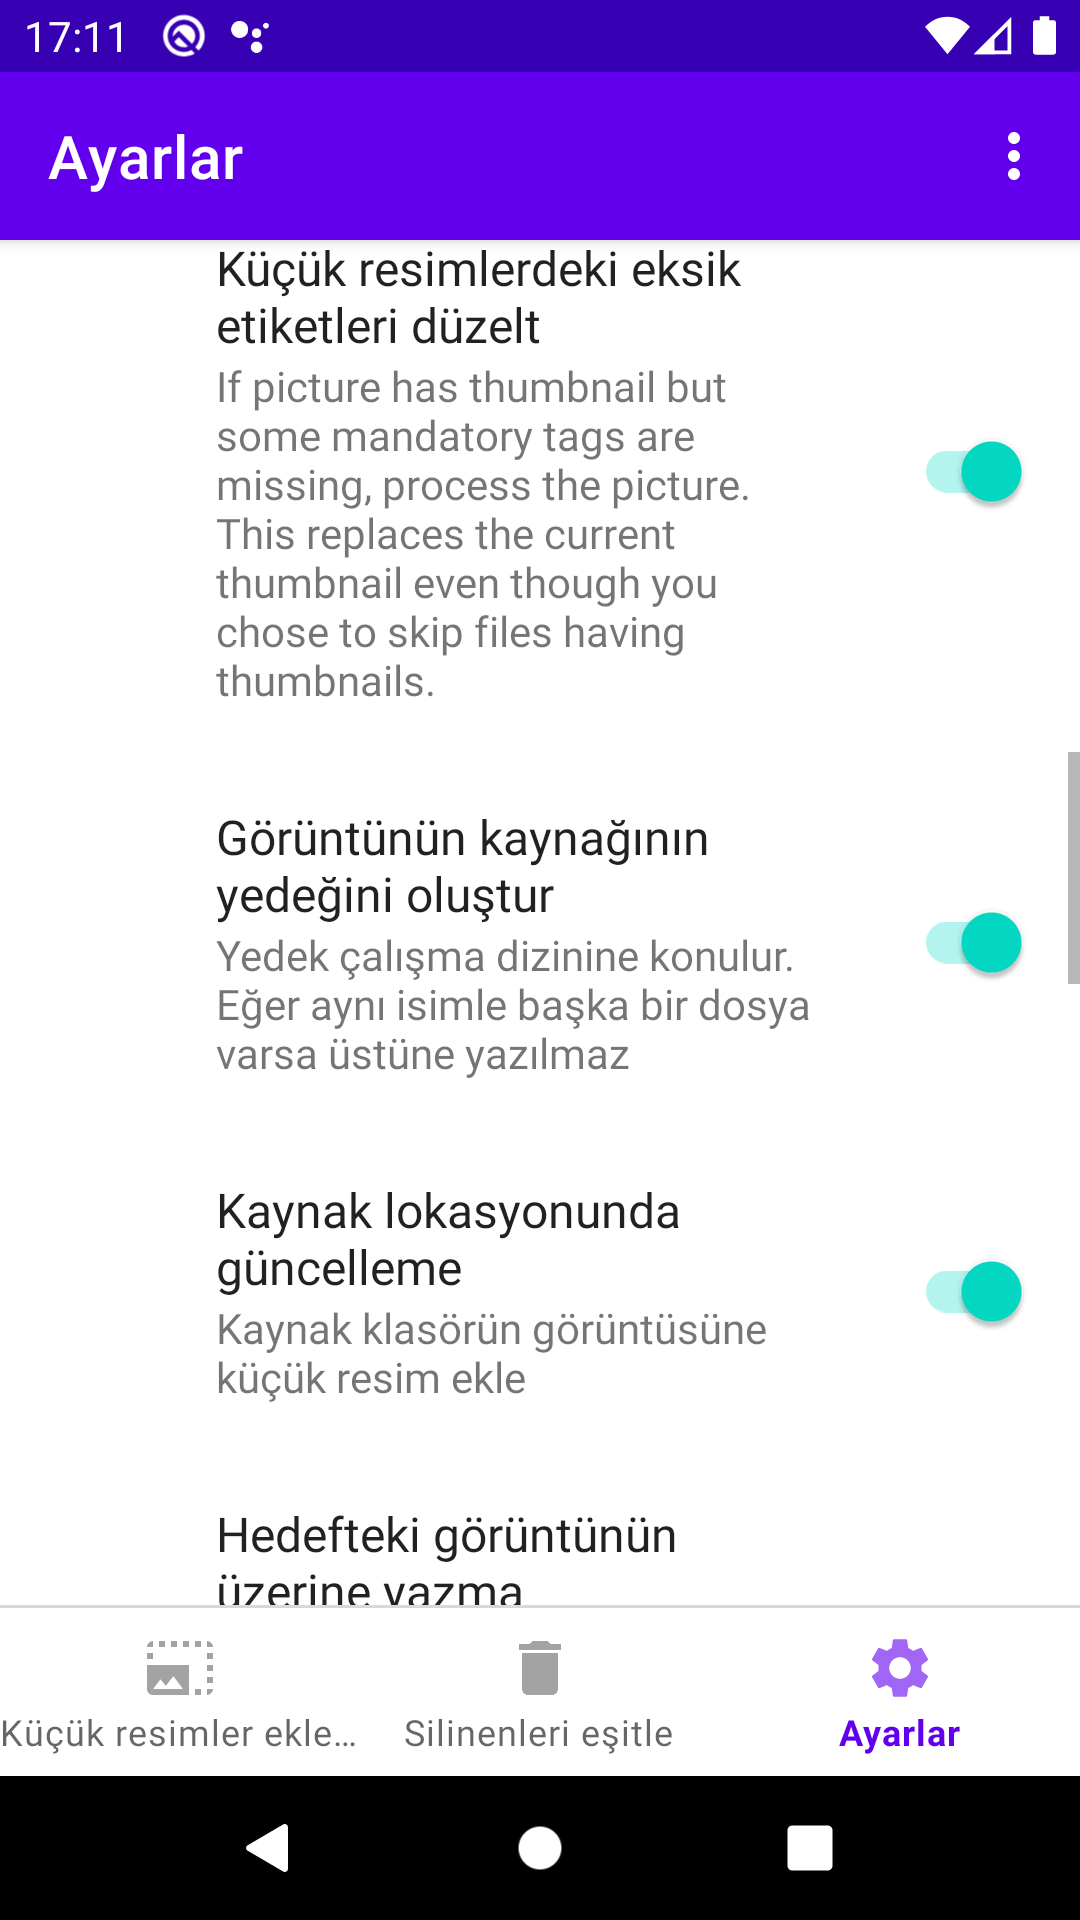 17:11
Ayarlar
Küçük resimlerdeki eksik
etiketleri düzelt
If picture has thumbnail but
some mandatory tags are
missing, process the picture.
This replaces the current
thumbnail even though you
chose to skip files having
thumbnails.
Görüntünün kaynağının
yedeğini oluştur
Yedek çalışma dizinine konulur.
Eğer aynı isimle başka bir dosya
varsa üstüne yazılmaz
Kaynak lokasyonunda
güncelleme
Kaynak klasörün görüntüsüne
küçük resim ekle
Hedefteki görüntünün
üzerine yazma
Küçük resimler ekle…
Silinenleri eşitle
Ayarlar